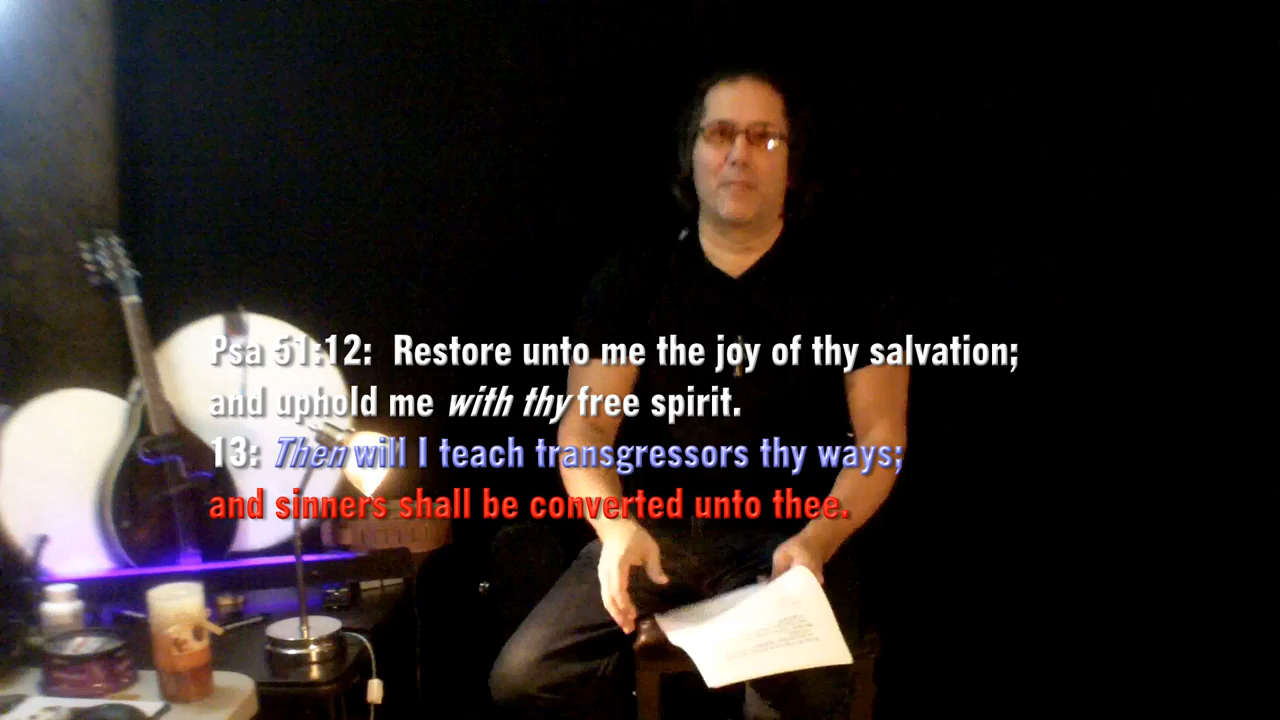 Psa 51:12: Restore unto me the joy of thy salvation;
and uphold me with thy free spirit.
13: Then will I teach transgressors thy ways;
and sinners shall be converted unto thee.